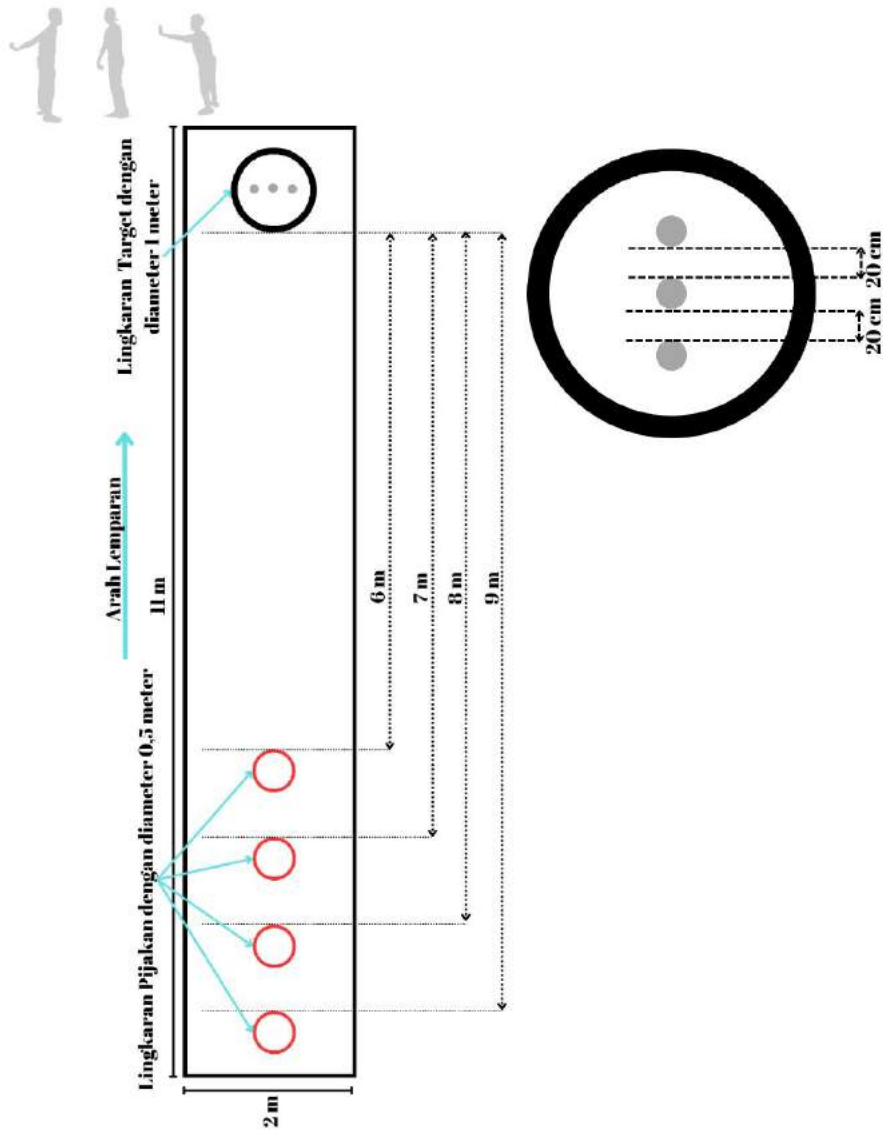 Lingkaran Target dengan
diameter 1 meter
Arah Lemparan
11 m
Lingkaran Pijakan dengan diameter 0,5 meter
2 m
6 m
7 m
8 m
9 m
20 cm
20 cm